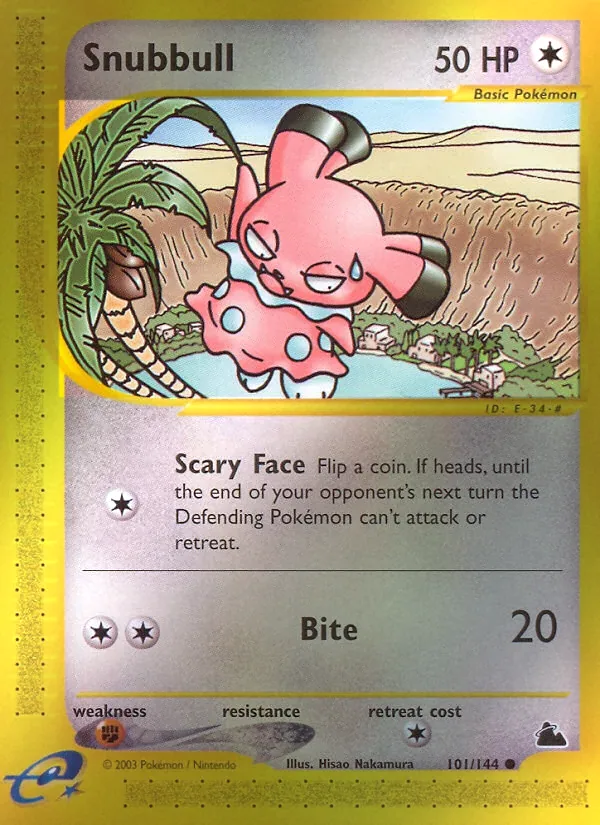 Snubbull 50 HP
Basic Pokémon
ID: E-34-#
Scary Face Flip a coin. If heads, until
the end of your opponent's next turn the
Defending Pokémon can't attack or
retreat.
Bite 20
weakness resistance retreat cost
© 2003 Pokémon / Nintendo Illus. Hisao Nakamura 101/144
e